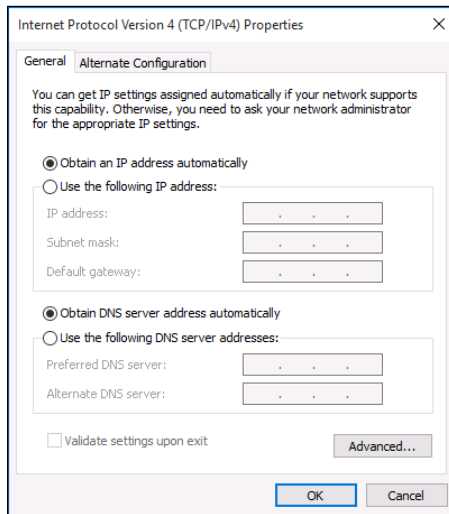 Internet Protocol Version 4 (TCP/IPv4) Properties
General
Alternate Configuration
You can get IP settings assigned automatically if your network supports
this capability. Otherwise, you need to ask your network administrator
for the appropriate IP settings.
Obtain an IP address automatically
Use the following IP address:
IP address:
Subnet mask:
Default gateway:
Obtain DNS server address automatically
Use the following DNS server addresses:
Preferred DNS server:
Alternate DNS server:
Validate settings upon exit
Advanced...
OK
Cancel